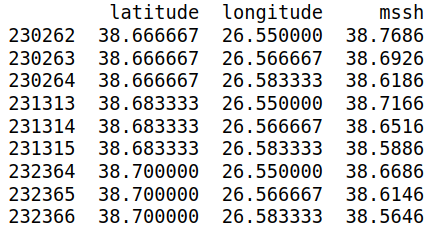 latitude longitude mssh
230262 38.666667 26.550000 38.7686
230263 38.666667 26.566667 38.6926
230264 38.666667 26.583333 38.6186
231313 38.683333 26.550000 38.7166
231314 38.683333 26.566667 38.6516
231315 38.683333 26.583333 38.5886
232364 38.700000 26.550000 38.6686
232365 38.700000 26.566667 38.6146
232366 38.700000 26.583333 38.5646